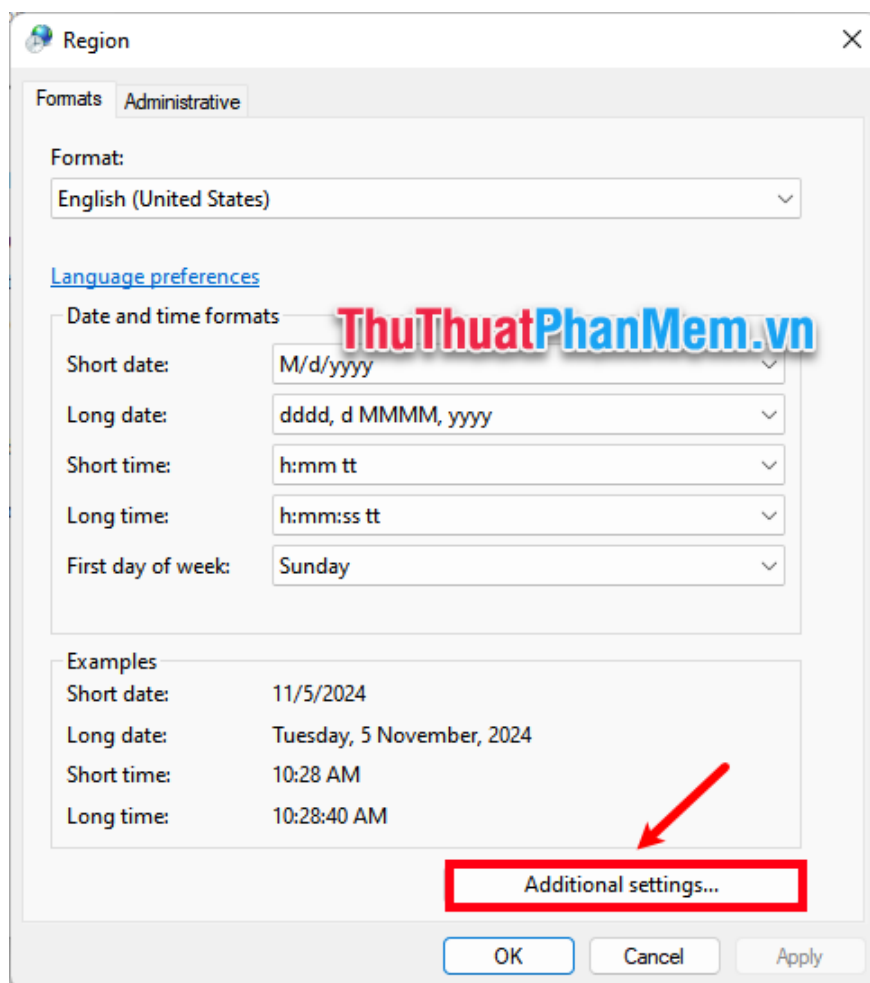 Region
Formats Administrative
Format:
English (United States)
Language preferences
Date and time formats
ThuThuatPhanMem.vn
Short date: M/d/yyyy
Long date: dddd, d MMMM, yyyy
Short time: h:mm tt
Long time: h:mm:ss tt
First day of week: Sunday
Examples
Short date: 11/5/2024
Long date: Tuesday, 5 November, 2024
Short time: 10:28 AM
Long time: 10:28:40 AM
Additional settings...
OK Cancel Apply